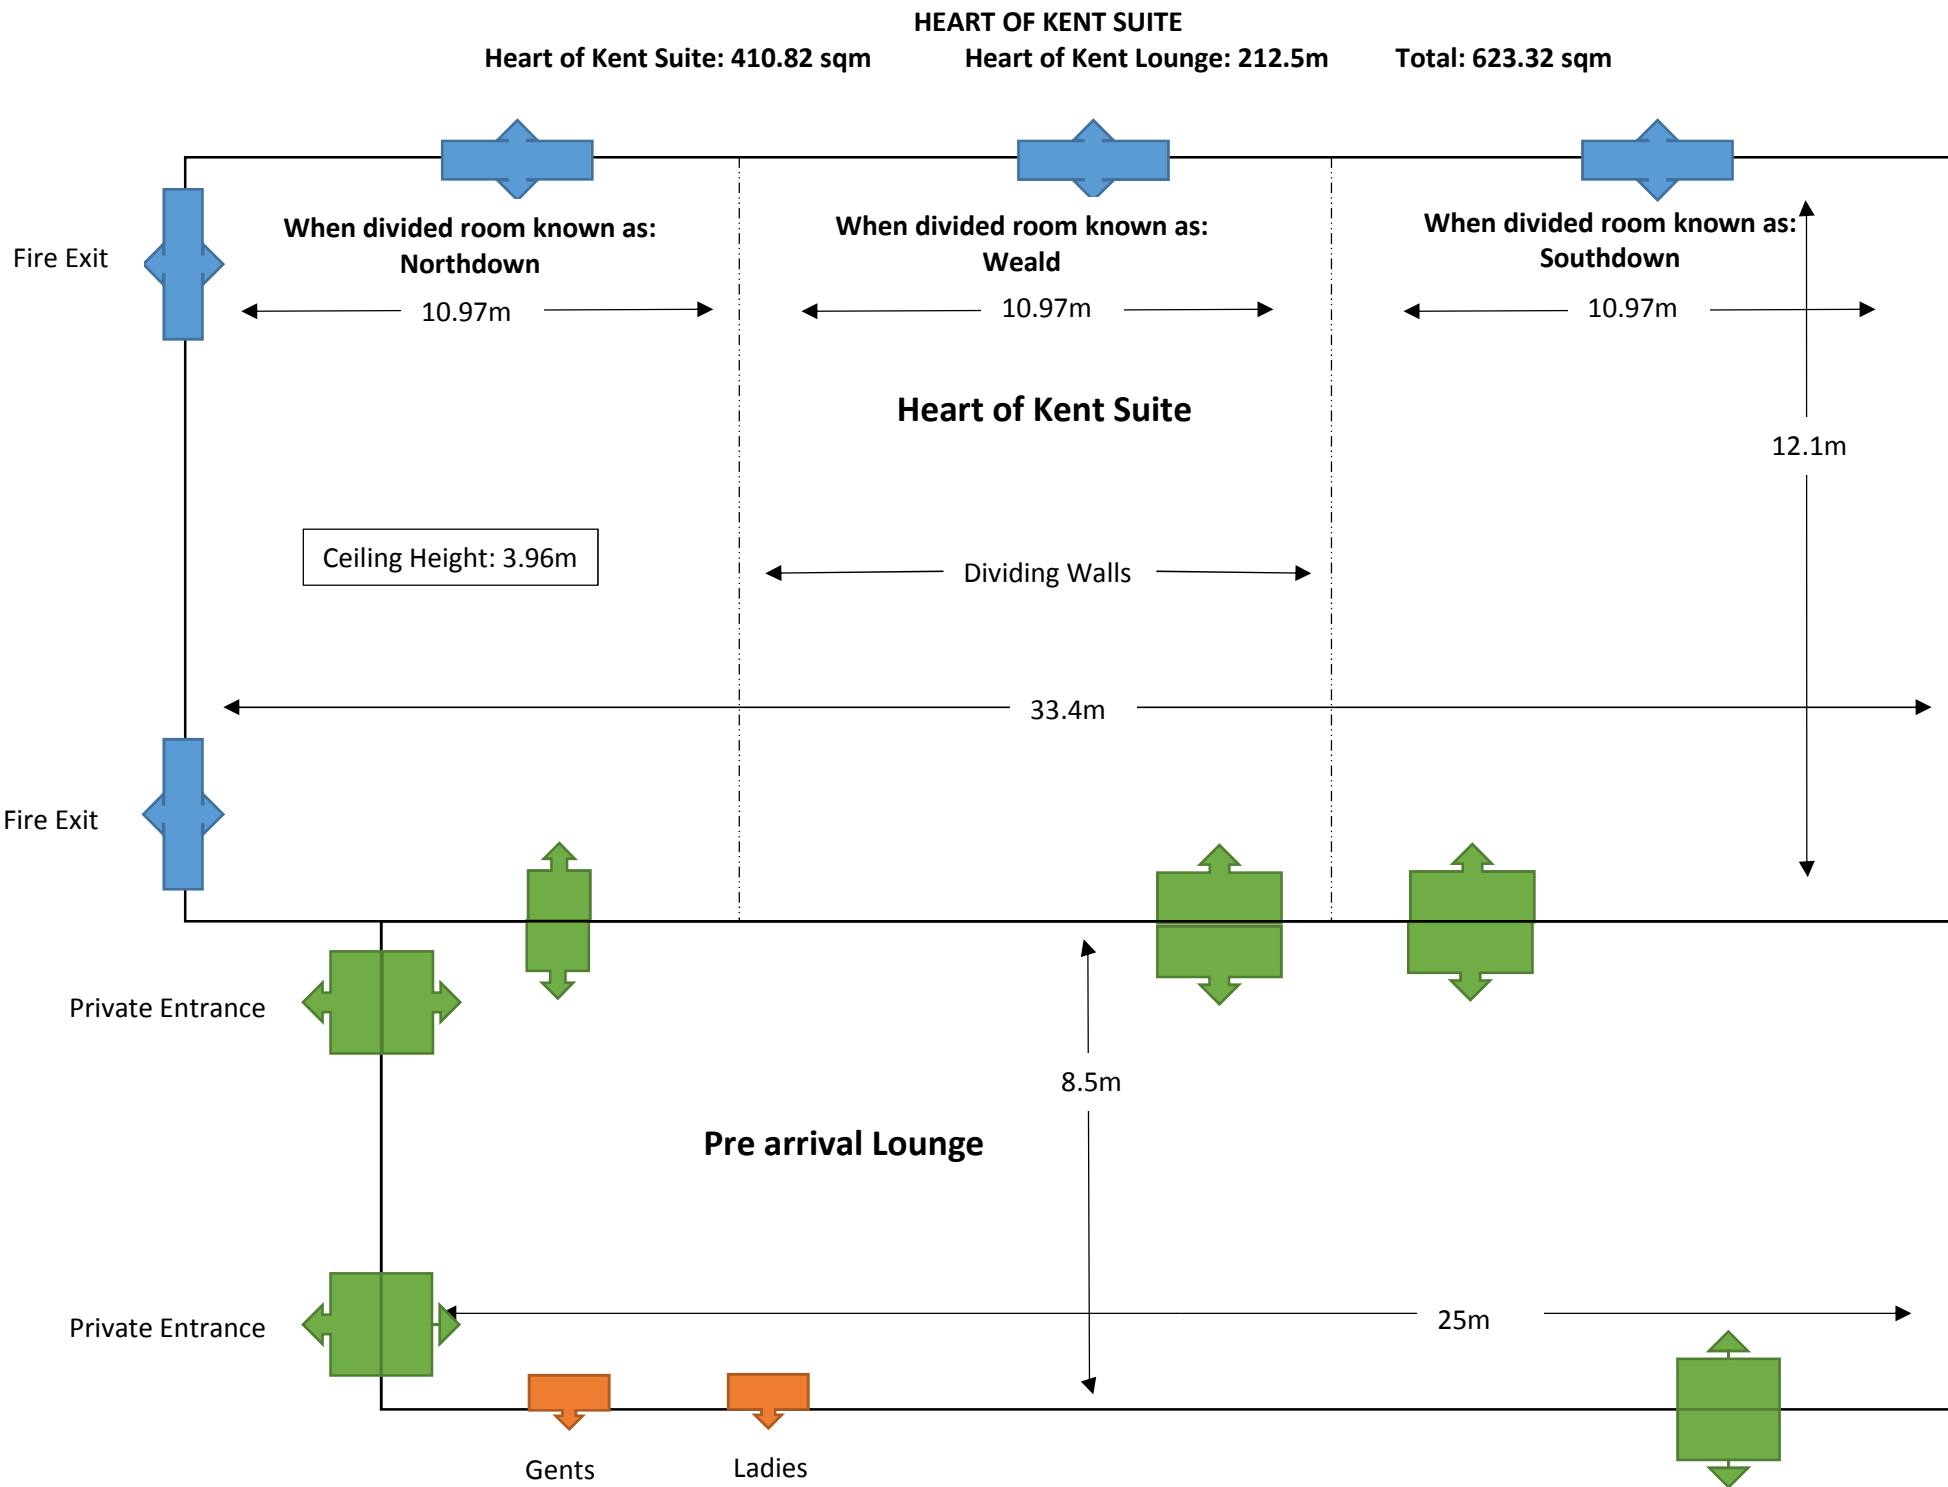 HEART OF KENT SUITE
Heart of Kent Suite: 410.82 sqm Heart of Kent Lounge: 212.5m Total: 623.32 sqm
When divided room known as:
Northdown
10.97m
When divided room known as:
Weald
10.97m
When divided room known as:
Southdown
10.97m
Fire Exit
Heart of Kent Suite
12.1m
Ceiling Height: 3.96m
Dividing Walls
33.4m
Fire Exit
Private Entrance
8.5m
Pre arrival Lounge
Private Entrance
25m
Gents
Ladies